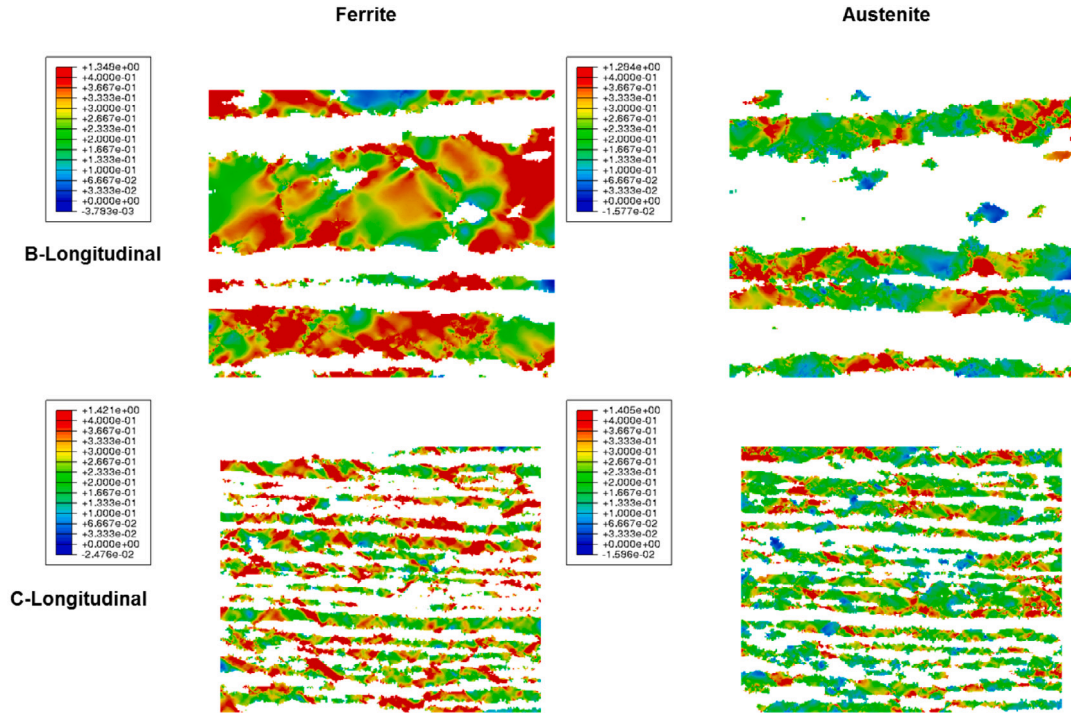 Ferrite
Austenite
+1.348e+00
+4.000e-01
+3.667e-01
+3.333e-01
+3.000e-01
+2.667e-01
+2.333e-01
+2.000e-01
+1.667e-01
+1.333e-01
+1.000e-01
+6.667e-02
+3.333e-02
+0.000e+00
-3.793e-03
+1.294e+00
+4.000e-01
+3.667e-01
+3.333e-01
+3.000e-01
+2.667e-01
+2.333e-01
+2.000e-01
+1.667e-01
+1.333e-01
+1.000e-01
+6.667e-02
+3.333e-02
+0.000e+00
-1.577e-02
B-Longitudinal
+1.421e+00
+4.000e-01
+3.667e-01
+3.333e-01
+3.000e-01
+2.667e-01
+2.333e-01
+2.000e-01
+1.667e-01
+1.333e-01
+1.000e-01
+6.667e-02
+3.333e-02
+0.000e+00
-2.476e-02
+1.405e+00
+4.000e-01
+3.667e-01
+3.333e-01
+3.000e-01
+2.667e-01
+2.333e-01
+2.000e-01
+1.667e-01
+1.333e-01
+1.000e-01
+6.667e-02
+3.333e-02
+0.000e+00
-1.596e-02
C-Longitudinal